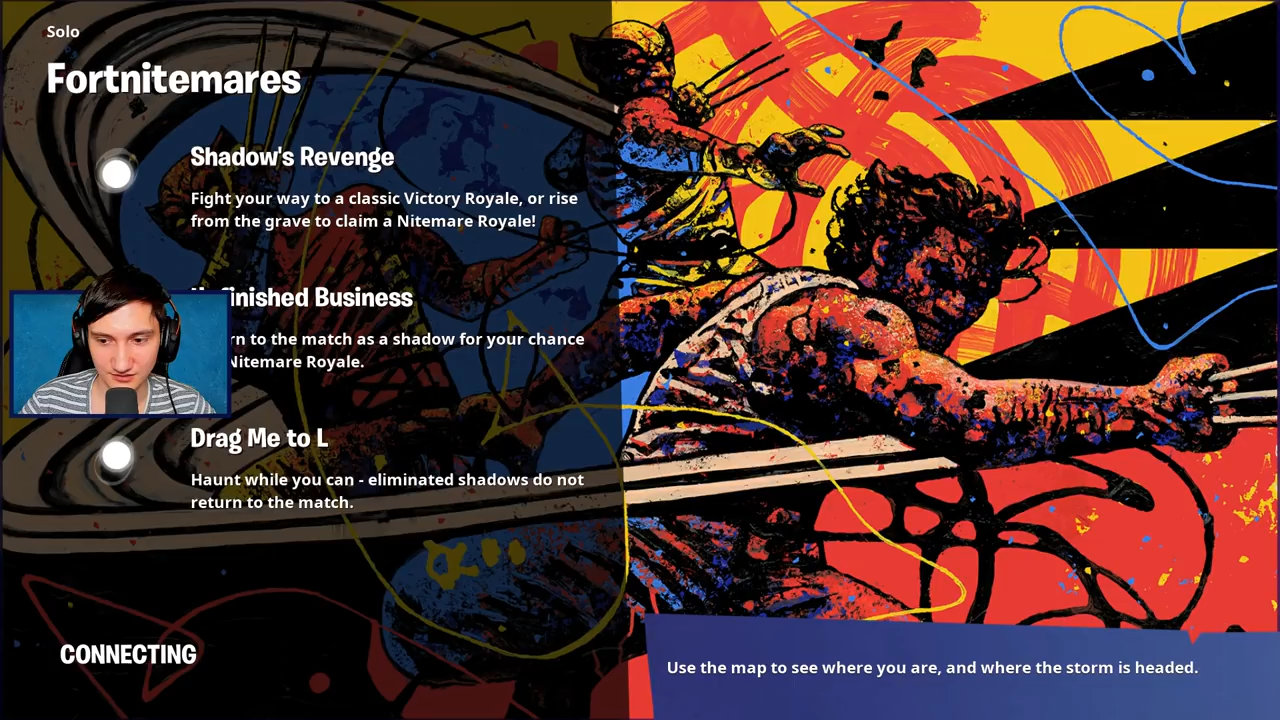 Solo
Fortnitemares
Shadow's Revenge
Fight your way to a classic Victory Royale, or rise
from the grave to claim a Nitemare Royale!
finished Business
to the match as a shadow for your chance
Nitemare Royale.
Drag Me to L
Haunt while you can - eliminated shadows do not
return to the match.
CONNECTING
Use the map to see where you are, and where the storm is headed.